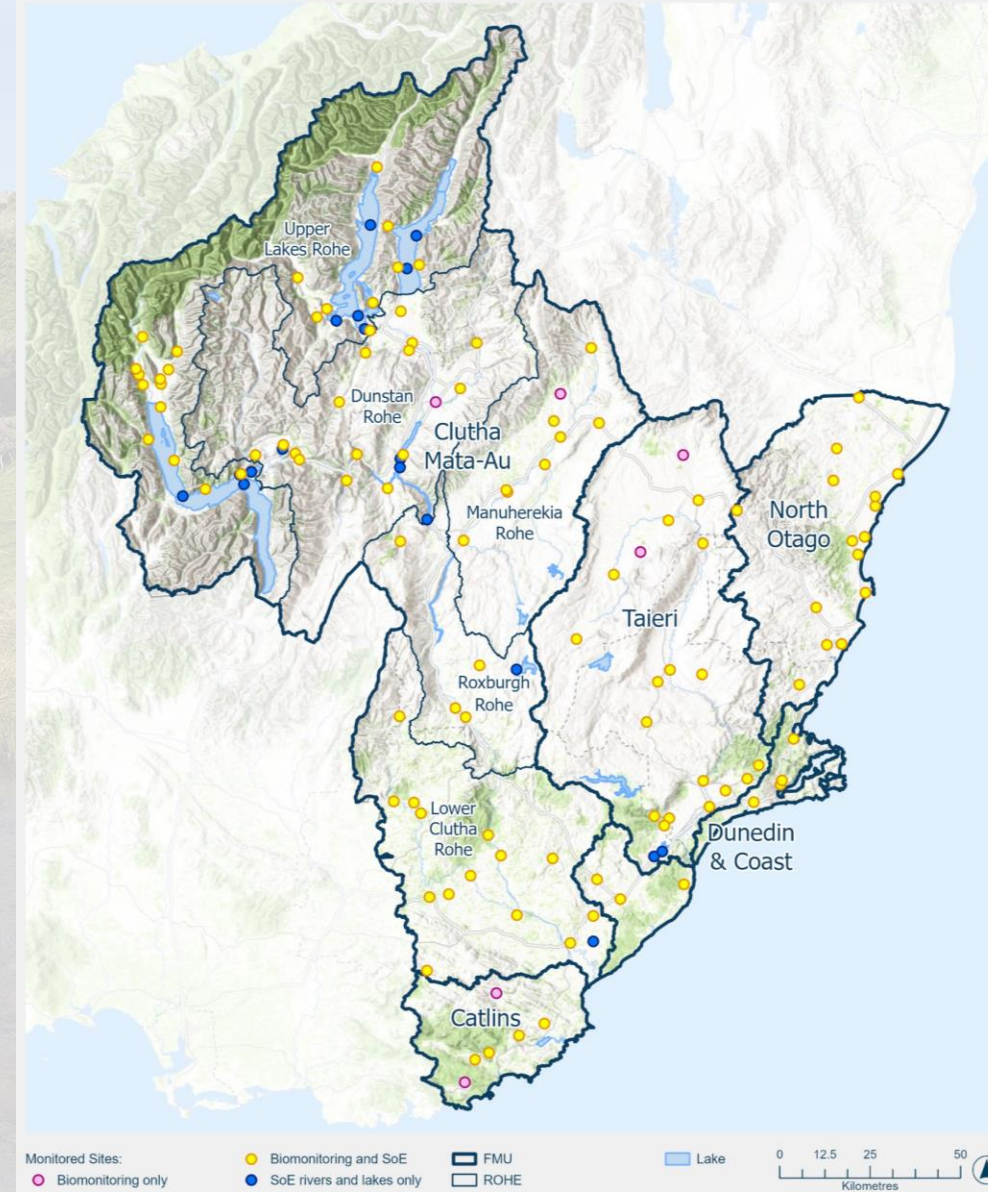 Upper
Lakes Rohe
Dunstan
Rohe
Clutha
Mata-Au
Manuherekia
Rohe
North
Otago
Taieri
Roxburgh
Rohe
Lower
Clutha
Rohe
Dunedin
& Coast
Catlins
Monitored Sites:
Biomonitoring only
Biomonitoring and SoE
SoE rivers and lakes only
FMU
ROHE
Lake
0 12.5 25 50
Kilometres